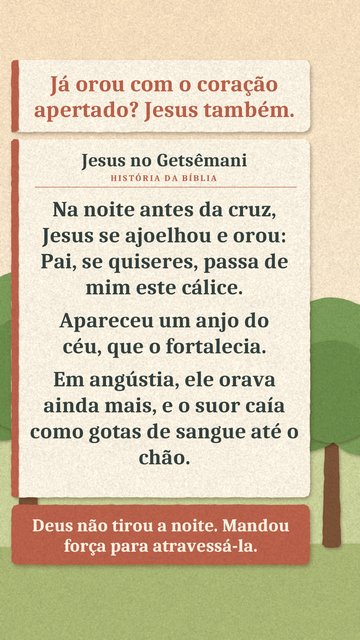 Já orou com o coração
apertado? Jesus também.
Jesus no Getsêmani
HISTÓRIA DA BÍBLIA
Na noite antes da cruz,
Jesus se ajoelhou e orou:
Pai, se quiseres, passa de
mim este cálice.
Apareceu um anjo do
céu, que o fortalecia.
Em angústia, ele orava
ainda mais, e o suor caía
como gotas de sangue até o
chão.
Deus não tirou a noite. Mandou
força para atravessá-la.